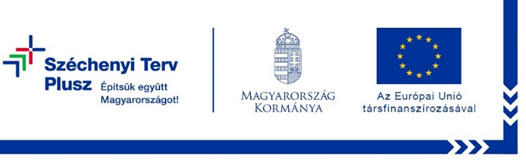 Széchenyi Terv
Plusz Építsük együtt
Magyarországot!
MAGYARORSZÁG
KORMÁNYA
Az Európai Unió
társfinanszírozásával